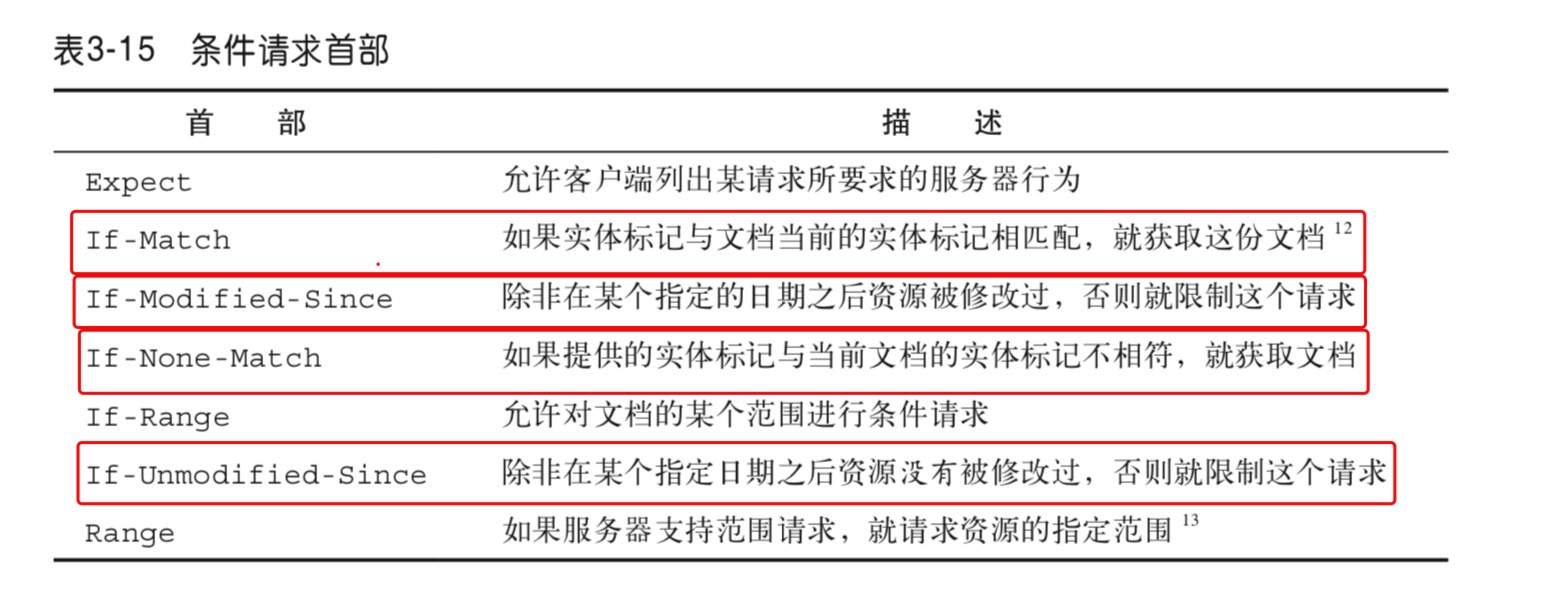 表3-15 条件请求首部
首 部 描 述
Expect 允许客户端列出某请求所要求的服务器行为
If-Match 如果实体标记与文档当前的实体标记相匹配，就获取这份文档12
If-Modified-Since 除非在某个指定的日期之后资源被修改过，否则就限制这个请求
If-None-Match 如果提供的实体标记与当前文档的实体标记不相符，就获取文档
If-Range 允许对文档的某个范围进行条件请求
If-Unmodified-Since 除非在某个指定日期之后资源没有被修改过，否则就限制这个请求
Range 如果服务器支持范围请求，就请求资源的指定范围13